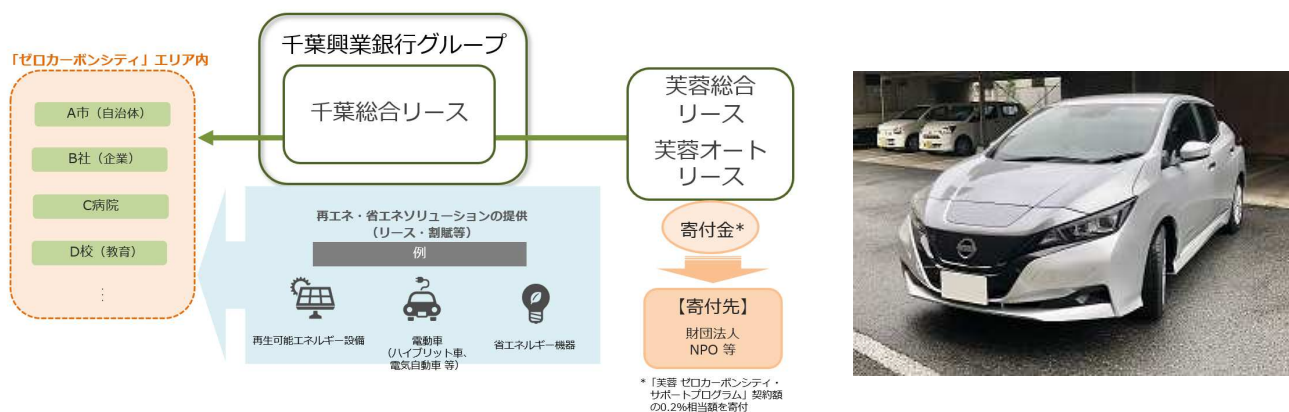 「ゼロカーボンシティ」エリア内
A市（自治体）
B社（企業）
C病院
D校（教育）
⋮
千葉興業銀行グループ
千葉総合リース
芙蓉総合
リース
芙蓉オート
リース
再エネ・省エネソリューションの提供
（リース・割賦等）
例
再生可能エネルギー設備
電動車
（ハイブリット車、
電気自動車 等）
省エネルギー機器
寄付金*
【寄付先】
財団法人
NPO 等
*「芙蓉 ゼロカーボンシティ・
サポートプログラム」契約額
の0.2%相当額を寄付